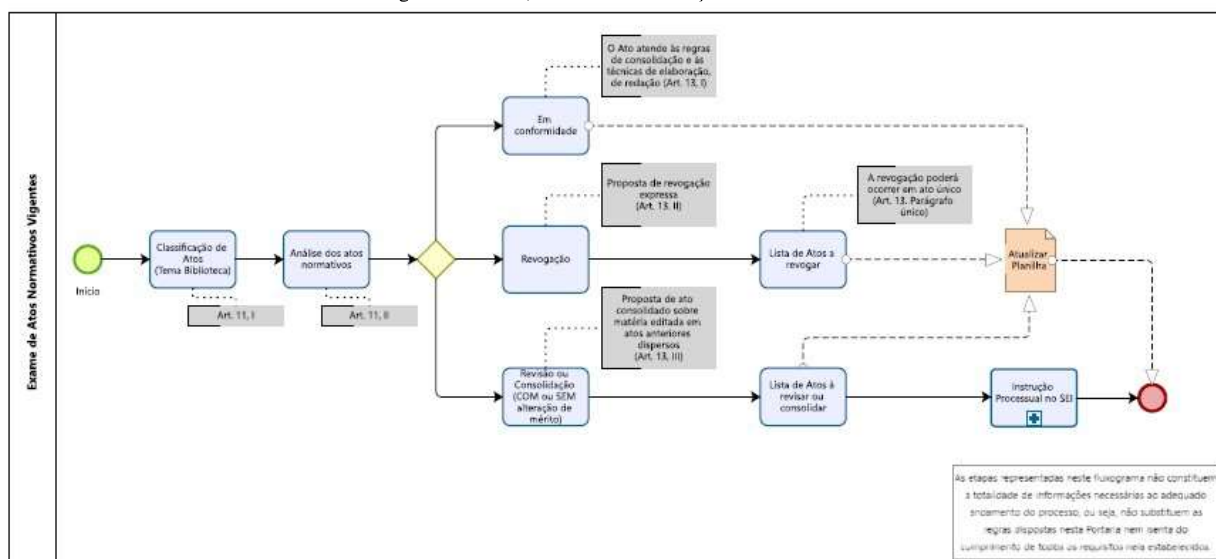 Exame de Atos Normativos Vigentes
Início
Classificação de
Atos
(Tema Biblioteca)
Art. 11, I
Análise dos atos
normativos
Art. 11, II
O Ato atende às regras
de consolidação e às
técnicas de elaboração,
de redação (Art. 13, I)
Em
conformidade
Proposta de revogação
expressa
(Art. 13. II)
Revogação
A revogação poderá
ocorrer em ato único
(Art. 13. Parágrafo
único)
Lista de Atos a
revogar
Atualizar
Planilha
Proposta de ato
consolidado sobre
matéria editada em
atos anteriores
dispersos
(Art. 13, III)
Revisão ou
Consolidação
(COM ou SEM
alteração de
mérito)
Lista de Atos à
revisar ou
consolidar
Instrução
Processual no SEI
As etapas representadas neste fluxograma não constituem
a totalidade de informações necessárias ao adequado
andamento do processo, ou seja, não substituem as
regras dispostas nesta Portaria nem isenta do
cumprimento de todos os requisitos nela estabelecidos.